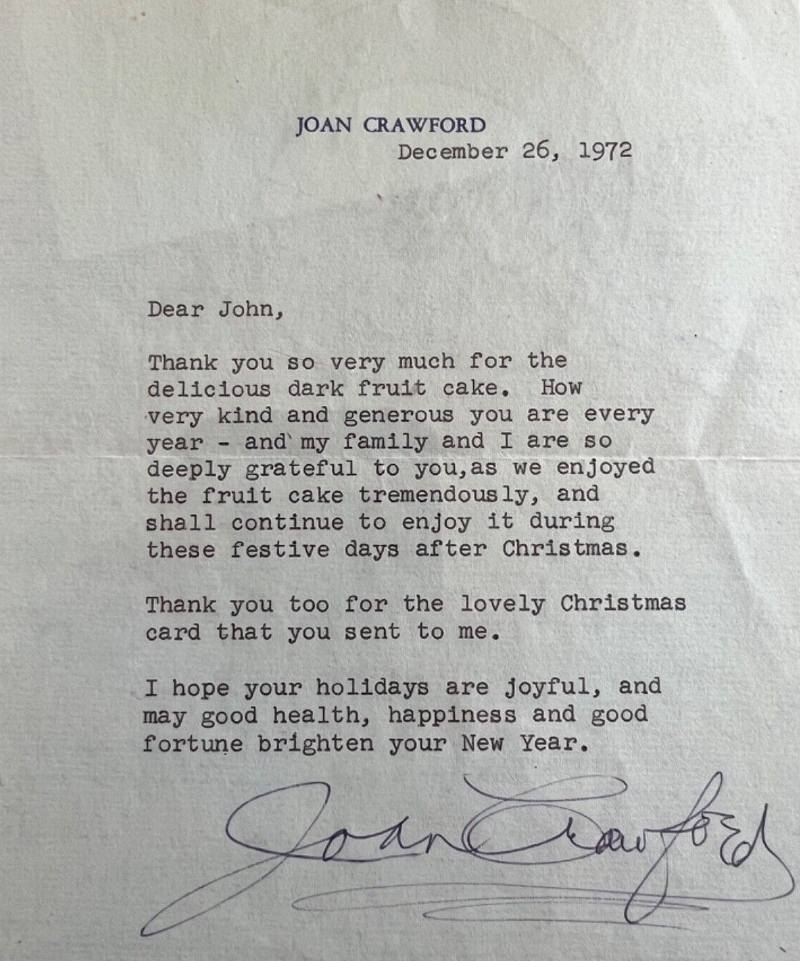 JOAN CRAWFORD
December 26, 1972
Dear John,
Thank you so very much for the
delicious dark fruit cake.  How
very kind and generous you are every
year - and my family and I are so
deeply grateful to you,as we enjoyed
the fruit cake tremendously, and
shall continue to enjoy it during
these festive days after Christmas.
Thank you too for the lovely Christmas
card that you sent to me.
I hope your holidays are joyful, and
may good health, happiness and good
fortune brighten your New Year.
Joan Crawford